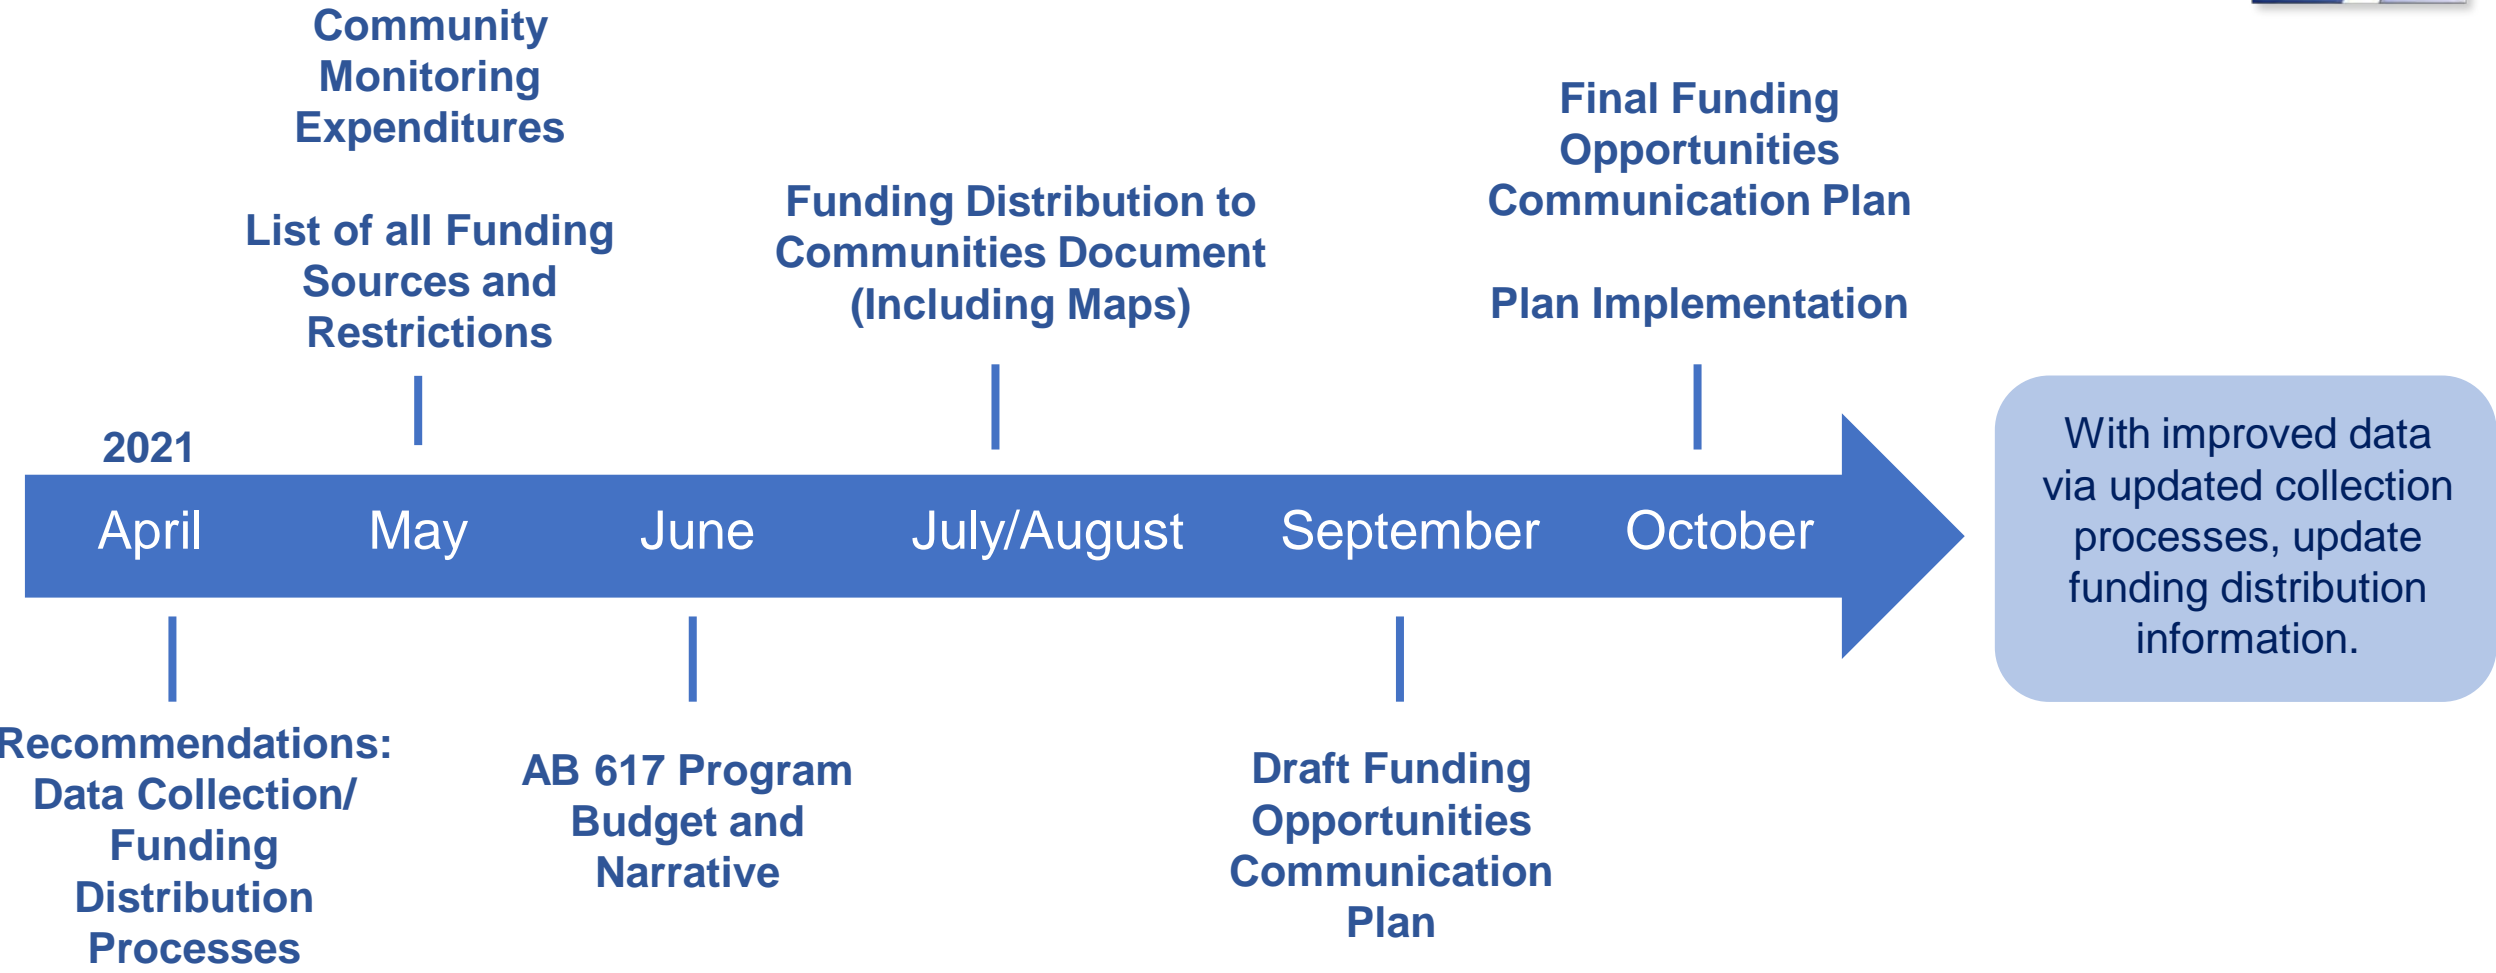 Community
Monitoring
Expenditures
List of all Funding
Sources and
Restrictions
Funding Distribution to
Communities Document
(Including Maps)
Final Funding
Opportunities
Communication Plan
Plan Implementation
2021
April
May
June
July/August
September
October
With improved data
via updated collection
processes, update
funding distribution
information.
Recommendations:
Data Collection/
Funding
Distribution
Processes
AB 617 Program
Budget and
Narrative
Draft Funding
Opportunities
Communication
Plan